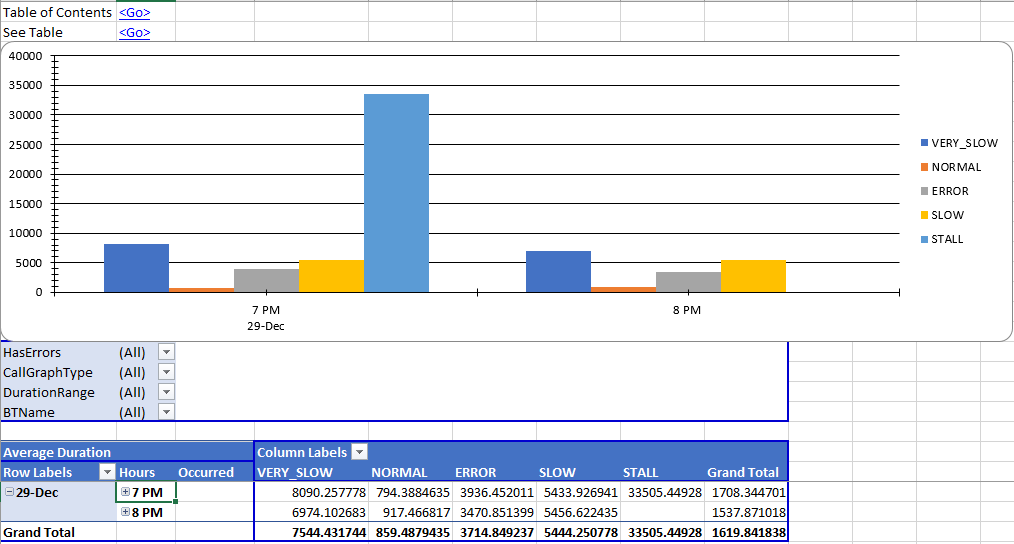 Table of Contents <Go>
See Table <Go>
40000
35000
30000
25000
20000
15000
10000
5000
0
7 PM 8 PM
29-Dec
VERY_SLOW
NORMAL
ERROR
SLOW
STALL
HasErrors (All)
CallGraphType (All)
DurationRange (All)
BTName (All)
Average Duration Column Labels
Row Labels Hours Occurred VERY_SLOW NORMAL ERROR SLOW STALL Grand Total
29-Dec 7 PM 8090.257778 794.3884635 3936.452011 5433.926941 33505.44928 1708.344701
8 PM 6974.102683 917.466817 3470.851399 5456.622435 1537.871018
Grand Total 7544.431744 859.4879435 3714.849237 5444.250778 33505.44928 1619.841838